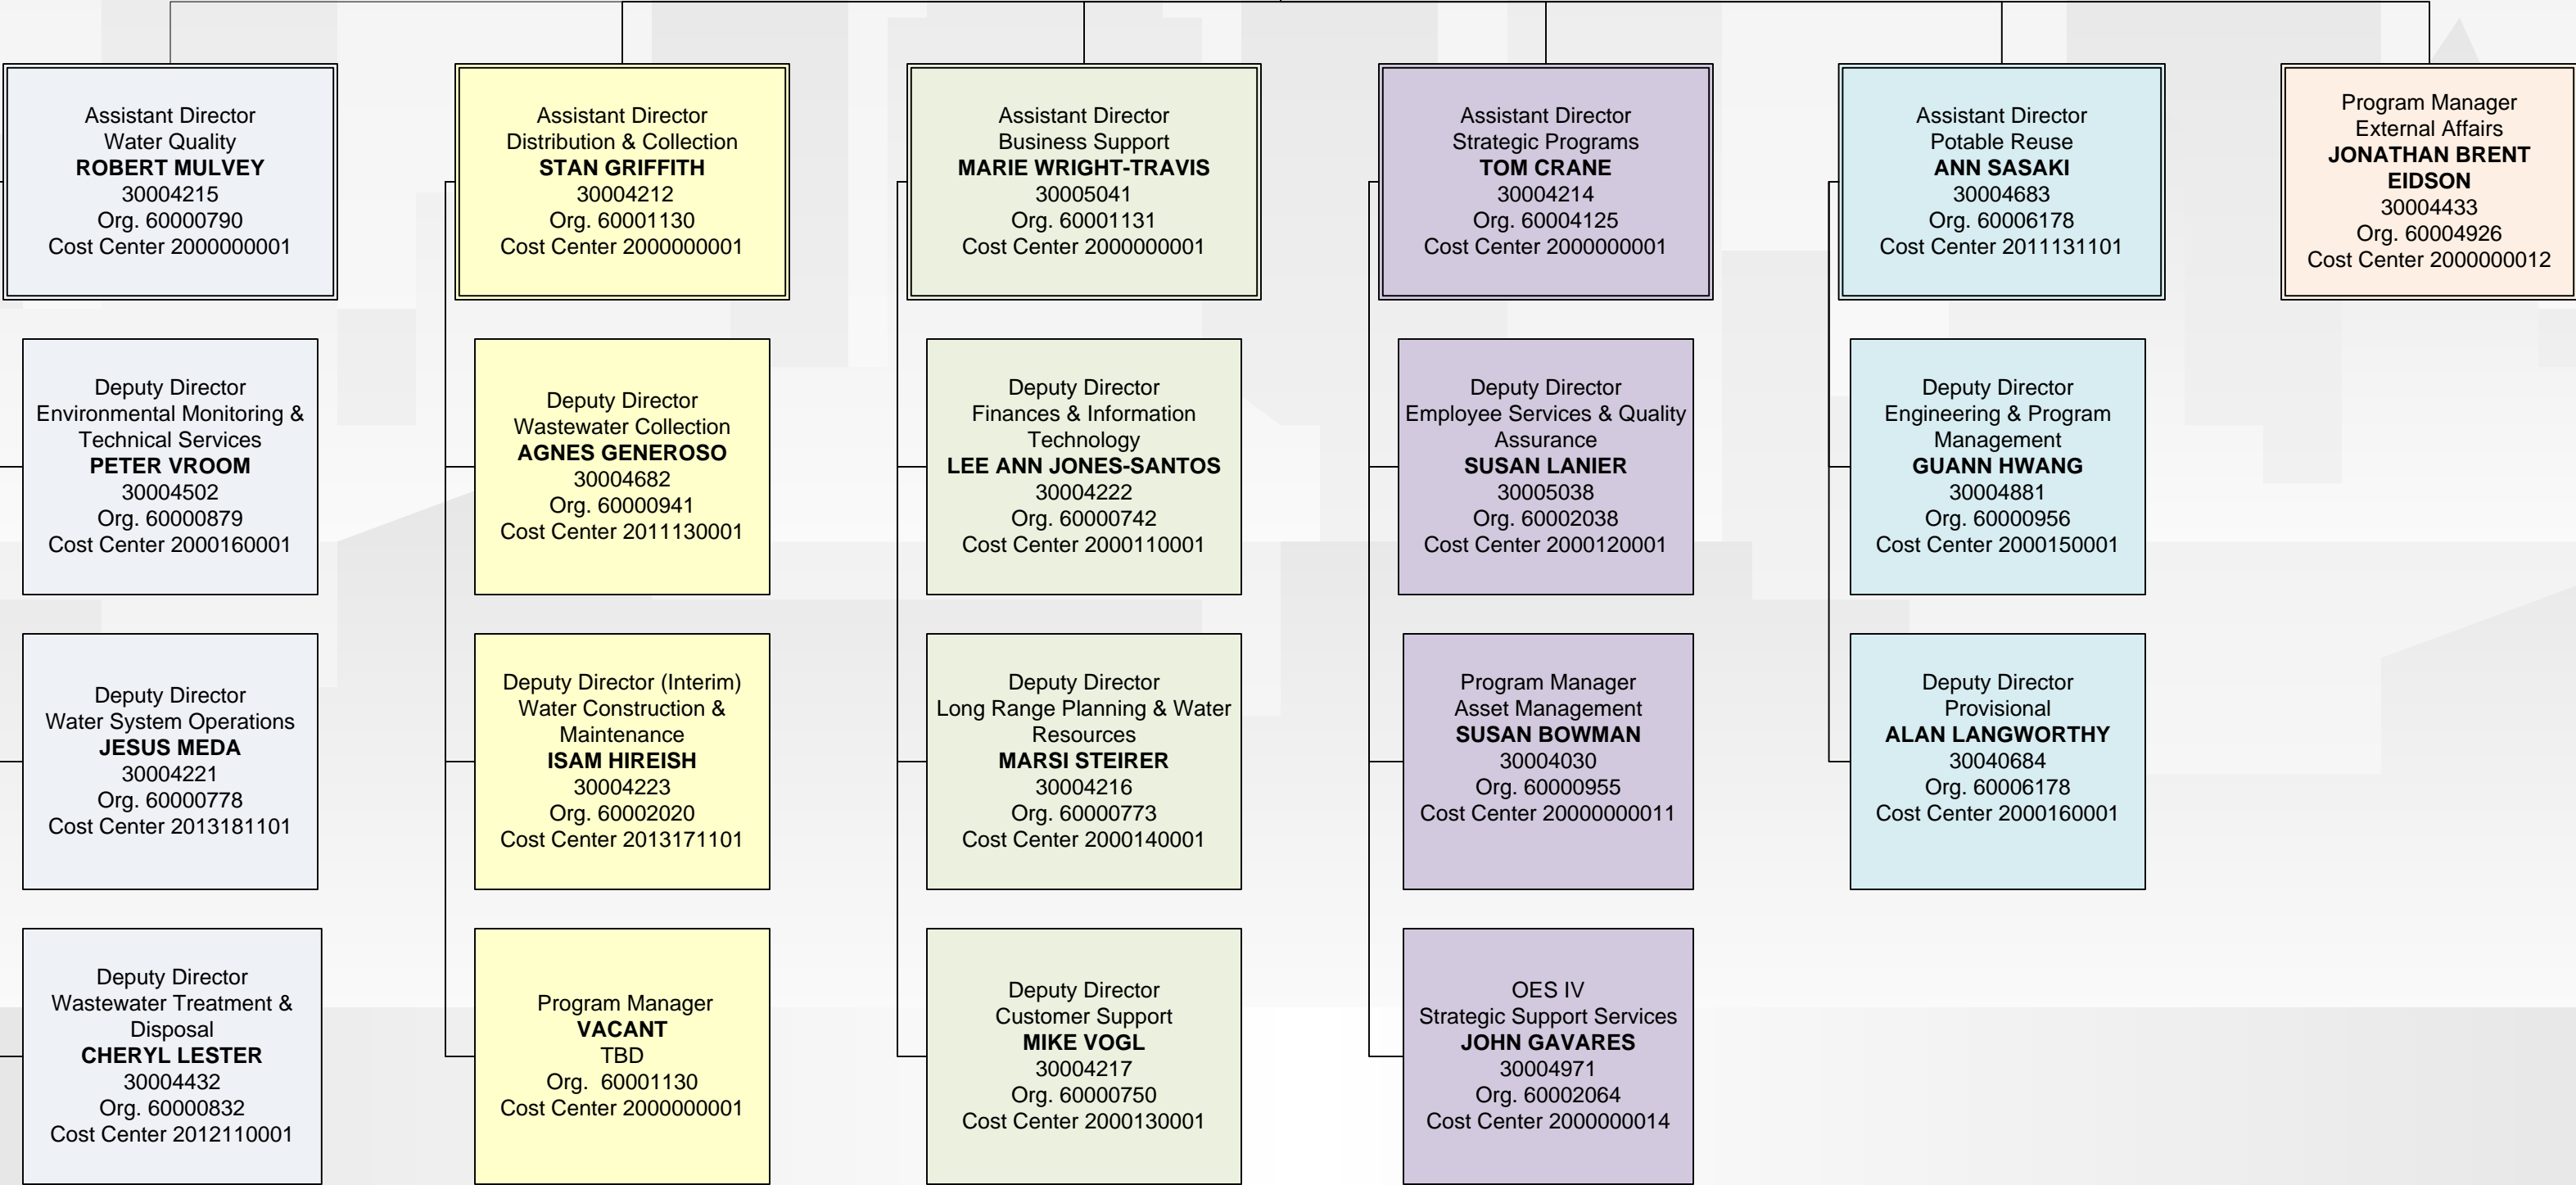 Assistant Director
Water Quality
ROBERT MULVEY
30004215
Org. 60000790
Cost Center 2000000001
Assistant Director
Distribution & Collection
STAN GRIFFITH
30004212
Org. 60001130
Cost Center 2000000001
Assistant Director
Business Support
MARIE WRIGHT-TRAVIS
30005041
Org. 60001131
Cost Center 2000000001
Assistant Director
Strategic Programs
TOM CRANE
30004214
Org. 60004125
Cost Center 2000000001
Assistant Director
Potable Reuse
ANN SASAKI
30004683
Org. 60006178
Cost Center 2011131101
Program Manager
External Affairs
JONATHAN BRENT
EIDSON
30004433
Org. 60004926
Cost Center 2000000012
Deputy Director
Environmental Monitoring &
Technical Services
PETER VROOM
30004502
Org. 60000879
Cost Center 2000160001
Deputy Director
Wastewater Collection
AGNES GENEROSO
30004682
Org. 60000941
Cost Center 2011130001
Deputy Director
Finances & Information
Technology
LEE ANN JONES-SANTOS
30004222
Org. 60000742
Cost Center 2000110001
Deputy Director
Employee Services & Quality
Assurance
SUSAN LANIER
30005038
Org. 60002038
Cost Center 2000120001
Deputy Director
Engineering & Program
Management
GUANN HWANG
30004881
Org. 60000956
Cost Center 2000150001
Deputy Director
Water System Operations
JESUS MEDA
30004221
Org. 60000778
Cost Center 2013181101
Deputy Director (Interim)
Water Construction &
Maintenance
ISAM HIREISH
30004223
Org. 60002020
Cost Center 2013171101
Deputy Director
Long Range Planning & Water
Resources
MARSI STEIRER
30004216
Org. 60000773
Cost Center 2000140001
Program Manager
Asset Management
SUSAN BOWMAN
30004030
Org. 60000955
Cost Center 20000000011
Deputy Director
Provisional
ALAN LANGWORTHY
30040684
Org. 60006178
Cost Center 2000160001
Deputy Director
Wastewater Treatment &
Disposal
CHERYL LESTER
30004432
Org. 60000832
Cost Center 2012110001
Program Manager
VACANT
TBD
Org.  60001130
Cost Center 2000000001
Deputy Director
Customer Support
MIKE VOGL
30004217
Org. 60000750
Cost Center 2000130001
OES IV
Strategic Support Services
JOHN GAVARES
30004971
Org. 60002064
Cost Center 2000000014